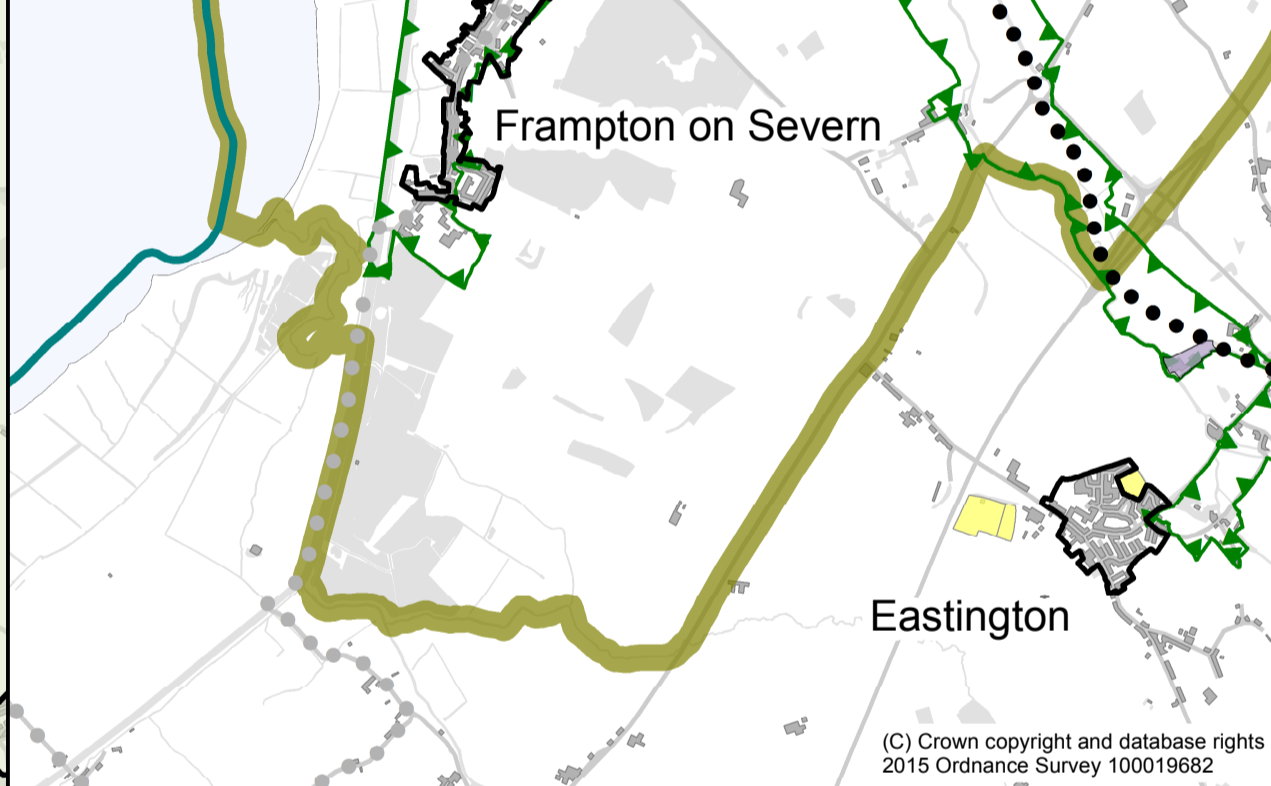 Frampton on Severn
Eastington
(C) Crown copyright and database rights
2015 Ordnance Survey 100019682